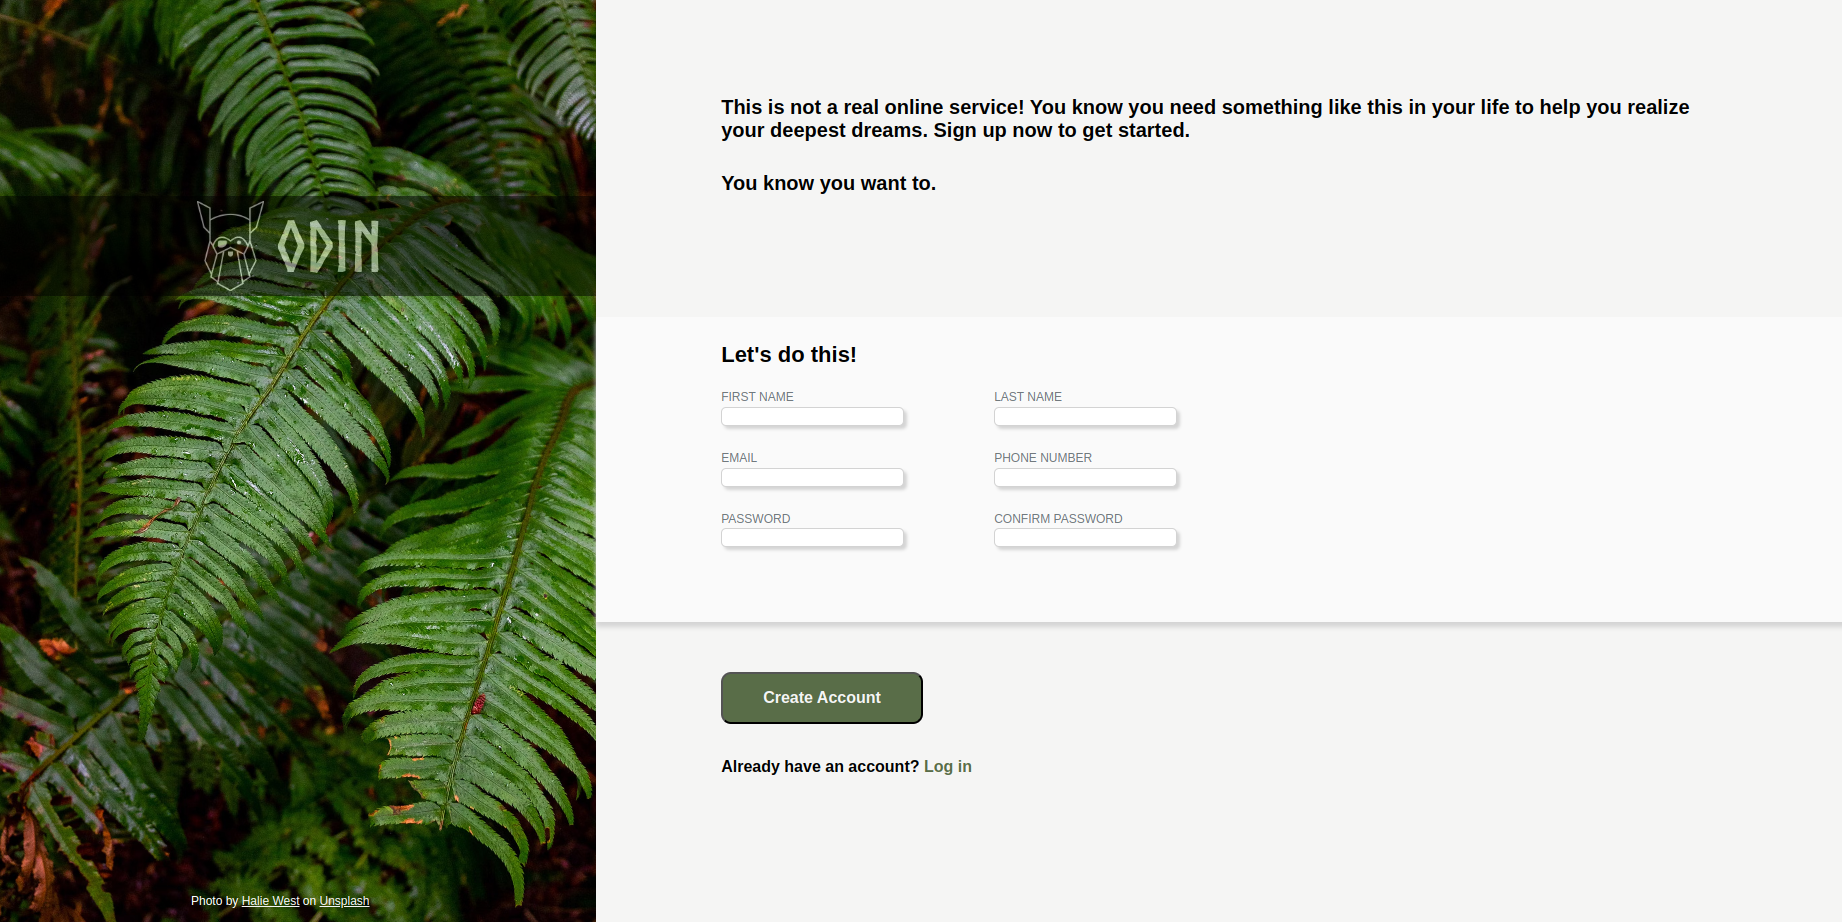 ODIN
Photo by Halie West on Unsplash
This is not a real online service! You know you need something like this in your life to help you realize
your deepest dreams. Sign up now to get started.
You know you want to.
Let's do this!
FIRST NAME
LAST NAME
EMAIL
PHONE NUMBER
PASSWORD
CONFIRM PASSWORD
Create Account
Already have an account? Log in